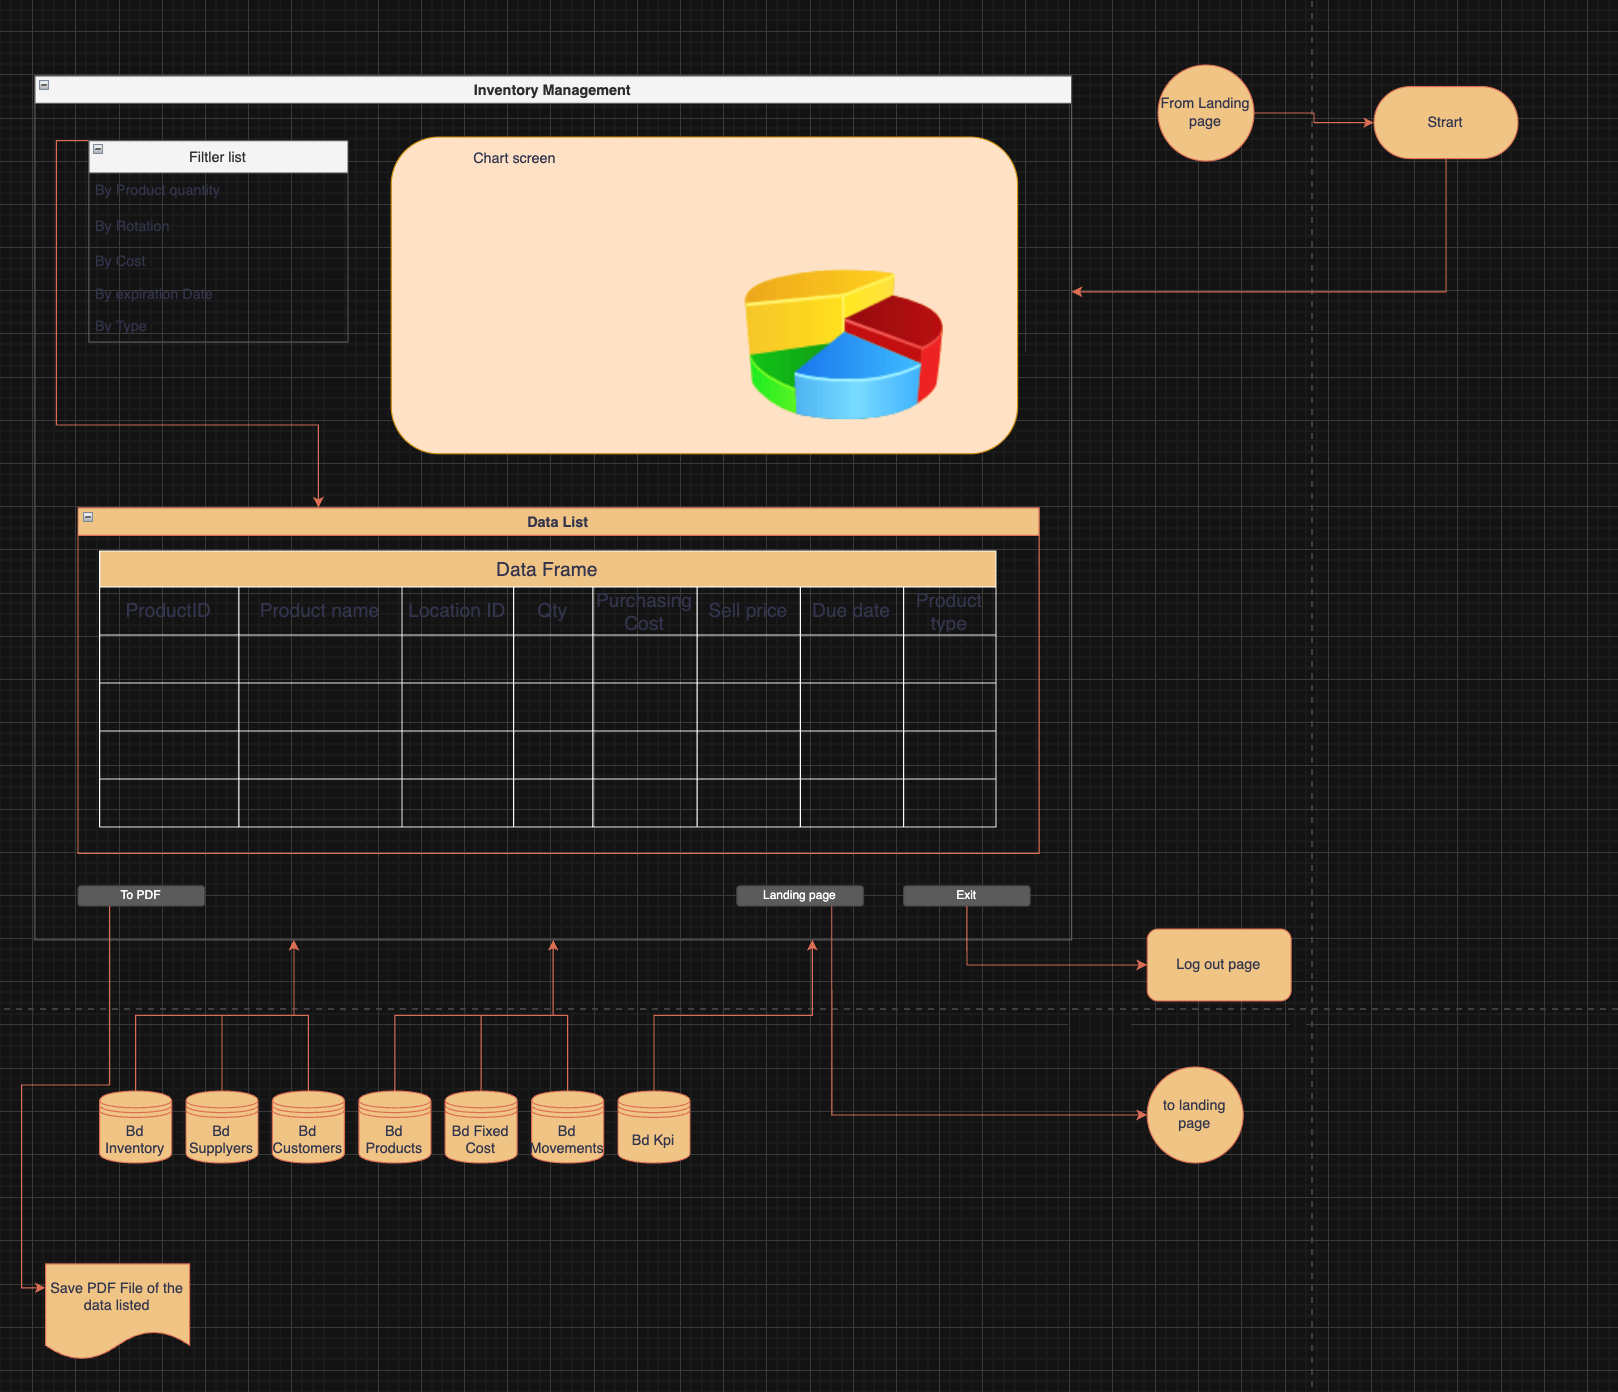 Inventory Management
From Landing
page
Strart
Filtler list
By Product quantity
By Rotation
By Cost
By expiration Date
By Type
Chart screen
Data List
Data Frame
ProductID
Product name
Location ID
Qty
Purchasing
Cost
Sell price
Due date
Product
type
To PDF
Landing page
Exit
Log out page
Bd
Inventory
Bd
Supplyers
Bd
Customers
Bd
Products
Bd Fixed
Cost
Bd
Movements
Bd Kpi
to landing
page
Save PDF File of the
data listed